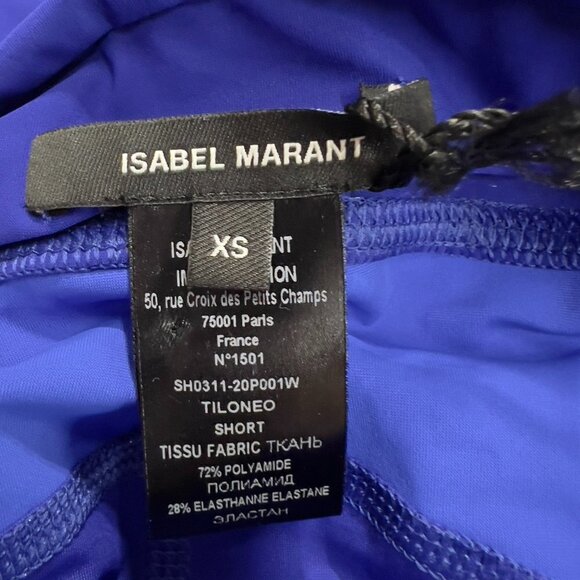 ISABEL MARANT
XS
50, rue Croix des Petits Champs
75001 Paris
France
N°1501
SH0311-20P001W
TILONEO
SHORT
TISSU FABRIC ТКАНЬ
72% POLYAMIDE
ПОЛИАМИД
28% ELASTHANNE ELASTANE
ЭЛАСТАН